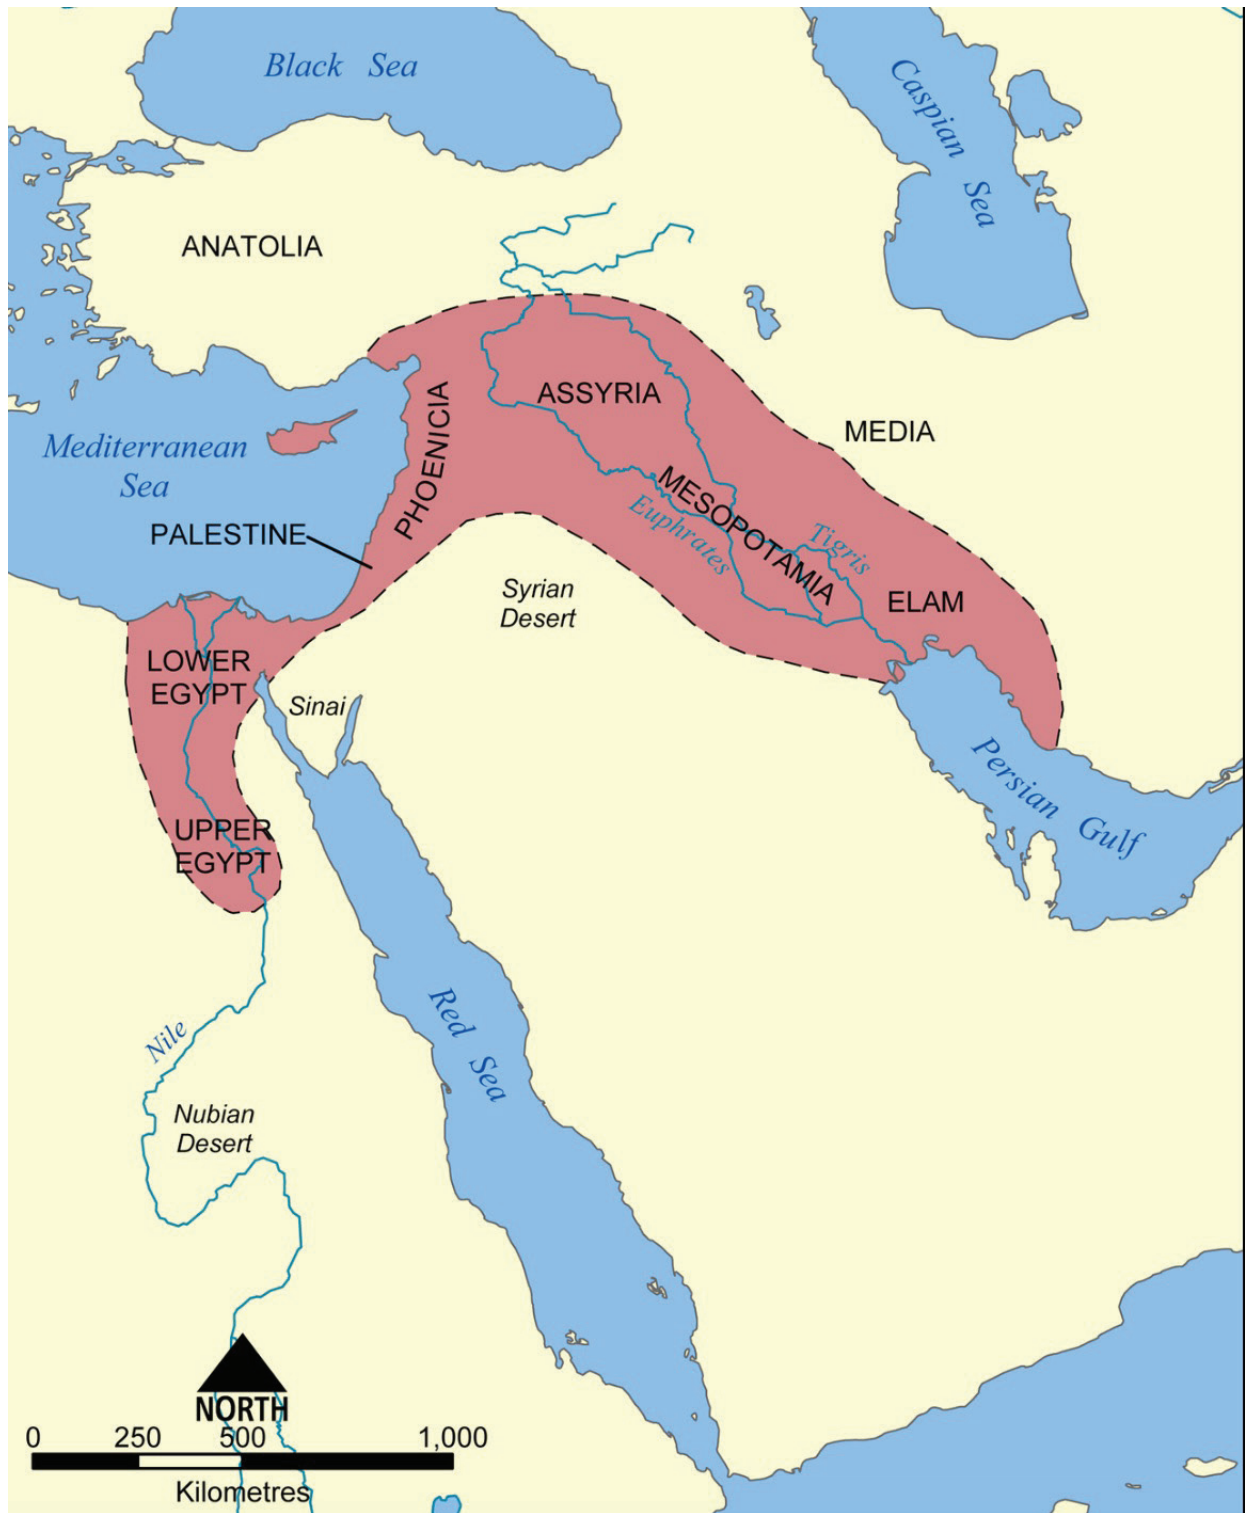 Black Sea
Caspian Sea
ANATOLIA
ASSYRIA
MEDIA
PHOENICIA
Mediterranean
Sea
MESOPOTAMIA
Euphrates
Tigris
PALESTINE
Syrian
Desert
ELAM
LOWER
EGYPT
Sinai
Persian Gulf
UPPER
EGYPT
Red Sea
Nile
Nubian
Desert
NORTH
0 250 500 1,000
Kilometres